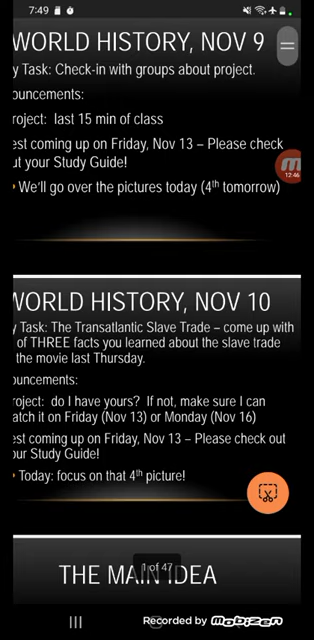 7:49
WORLD HISTORY, NOV 9
y Task: Check-in with groups about project.
ouncements:
roject: last 15 min of class
est coming up on Friday, Nov 13 – Please check
ut your Study Guide!
We'll go over the pictures today (4th tomorrow)
12:46
WORLD HISTORY, NOV 10
y Task: The Transatlantic Slave Trade – come up with
of THREE facts you learned about the slave trade
the movie last Thursday.
ouncements:
roject: do I have yours? If not, make sure I can
atch it on Friday (Nov 13) or Monday (Nov 16)
est coming up on Friday, Nov 13 – Please check out
our Study Guide!
Today: focus on that 4th picture!
1 of 47
THE MAIN IDEA
Recorded by mobizen